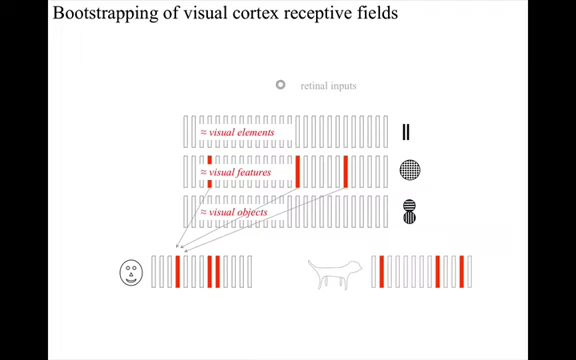 Bootstrapping of visual cortex receptive fields
retinal inputs
≈ visual elements
≈ visual features
≈ visual objects